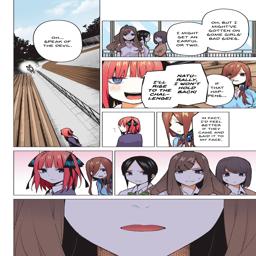 OH, BUT I
MIGHT'VE
GOTTEN ON
SOME GIRLS'
BAD SIDES.
I MIGHT
GET AN
EARFUL
OR TWO.
OH...
SPEAK OF
THE DEVIL.
IF
THAT
HAP-
PENS...
NATU-
RALLY,
I WON'T
HOLD
BACK!
I'LL
RISE
TO THE
CHAL-
LENGE!
IN FACT,
I'D FEEL
BETTER
IF THEY
CAME AND
SAID IT TO
MY FACE.